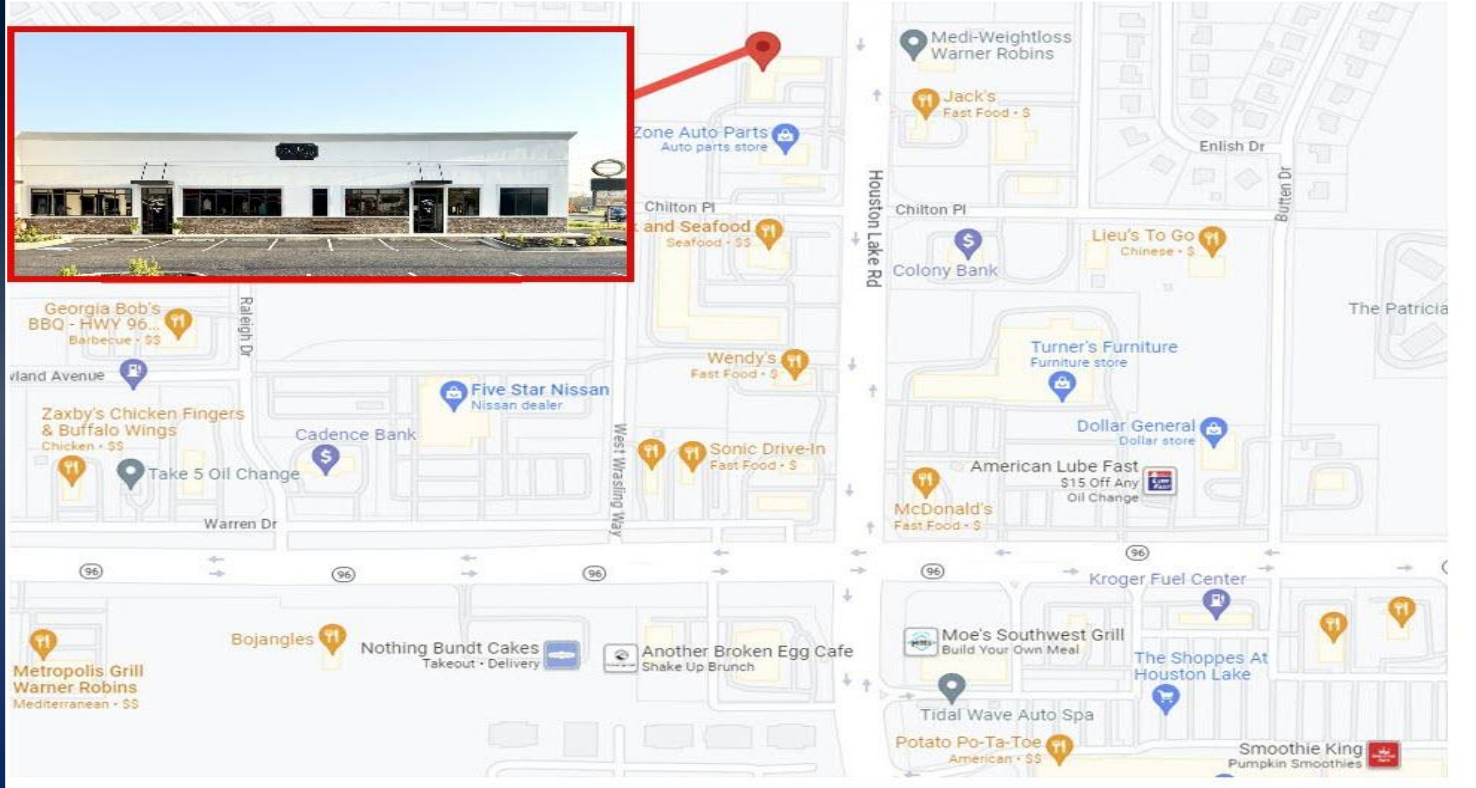 Medi-Weightloss
Warner Robins
Jack's
Fast Food • $
Zone Auto Parts
Auto parts store
Enlish Dr
Butten Dr
Houston Lake Rd
Chilton Pl
Chilton Pl
and Seafood
Seafood • $$
Colony Bank
Lieu's To Go
Chinese • $
The Patricia
Georgia Bob's
BBQ - HWY 96...
Barbecue • $$
Raleigh Dr
Wendy's
Fast Food • $
Turner's Furniture
Furniture store
Avenue
Five Star Nissan
Nissan dealer
Zaxby's Chicken Fingers
& Buffalo Wings
Chicken • $$
Cadence Bank
Take 5 Oil Change
West Wrasling Way
Sonic Drive-In
Fast Food • $
Dollar General
Dollar store
American Lube Fast
$15 Off Any
Oil Change
McDonald's
Fast Food • $
Warren Dr
96
96
96
96
96
Kroger Fuel Center
Bojangles
Nothing Bundt Cakes
Takeout • Delivery
Another Broken Egg Cafe
Shake Up Brunch
Moe's Southwest Grill
Build Your Own Meal
Metropolis Grill
Warner Robins
Mediterranean • $$
The Shoppes At
Houston Lake
Tidal Wave Auto Spa
Potato Po-Ta-Toe
American • $$
Smoothie King
Pumpkin Smoothies